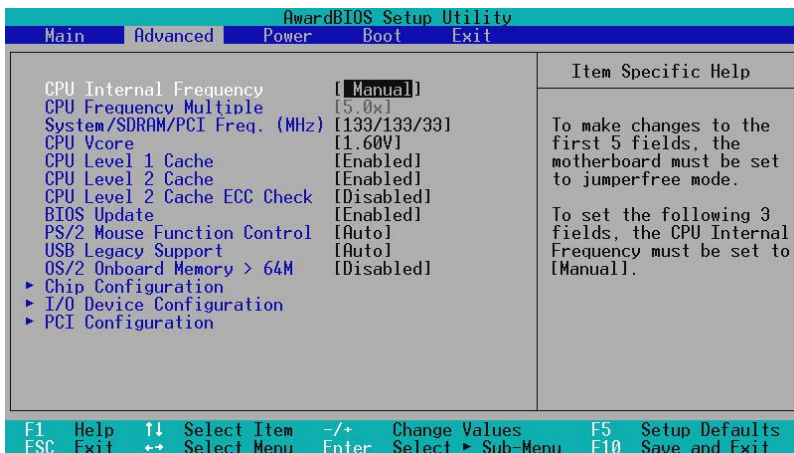 AwardBIOS Setup Utility
Main Advanced Power Boot Exit
Item Specific Help
CPU Internal Frequency [ Manual]
CPU Frequency Multiple [5.0x]
System/SDRAM/PCI Freq. (MHz) [133/133/33]
CPU Vcore [1.60V]
CPU Level 1 Cache [Enabled]
CPU Level 2 Cache [Enabled]
CPU Level 2 Cache ECC Check [Disabled]
BIOS Update [Enabled]
PS/2 Mouse Function Control [Auto]
USB Legacy Support [Auto]
OS/2 Onboard Memory > 64M [Disabled]
► Chip Configuration
► I/O Device Configuration
► PCI Configuration
To make changes to the
first 5 fields, the
motherboard must be set
to jumperfree mode.
To set the following 3
fields, the CPU Internal
Frequency must be set to
[Manual].
F1 Help ↑↓ Select Item -/+ Change Values F5 Setup Defaults
ESC Exit ↔ Select Menu Enter Select ► Sub-Menu F10 Save and Exit